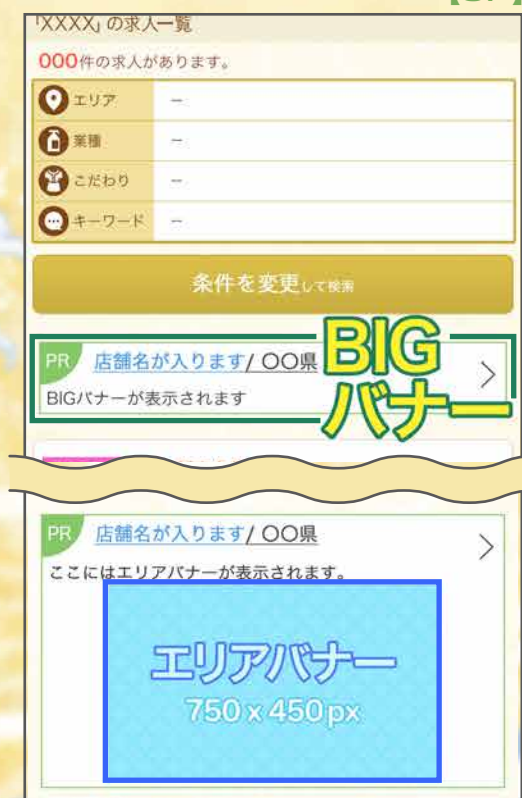 「XXXX」の求人一覧
000件の求人があります。
エリア --
業種 --
こだわり --
キーワード --
条件を変更して検索
PR 店舗名が入ります/ 〇〇県
BIGバナーが表示されます
BIG
バナー
PR 店舗名が入ります/ 〇〇県
ここにはエリアバナーが表示されます。
エリアバナー
750 x 450 px